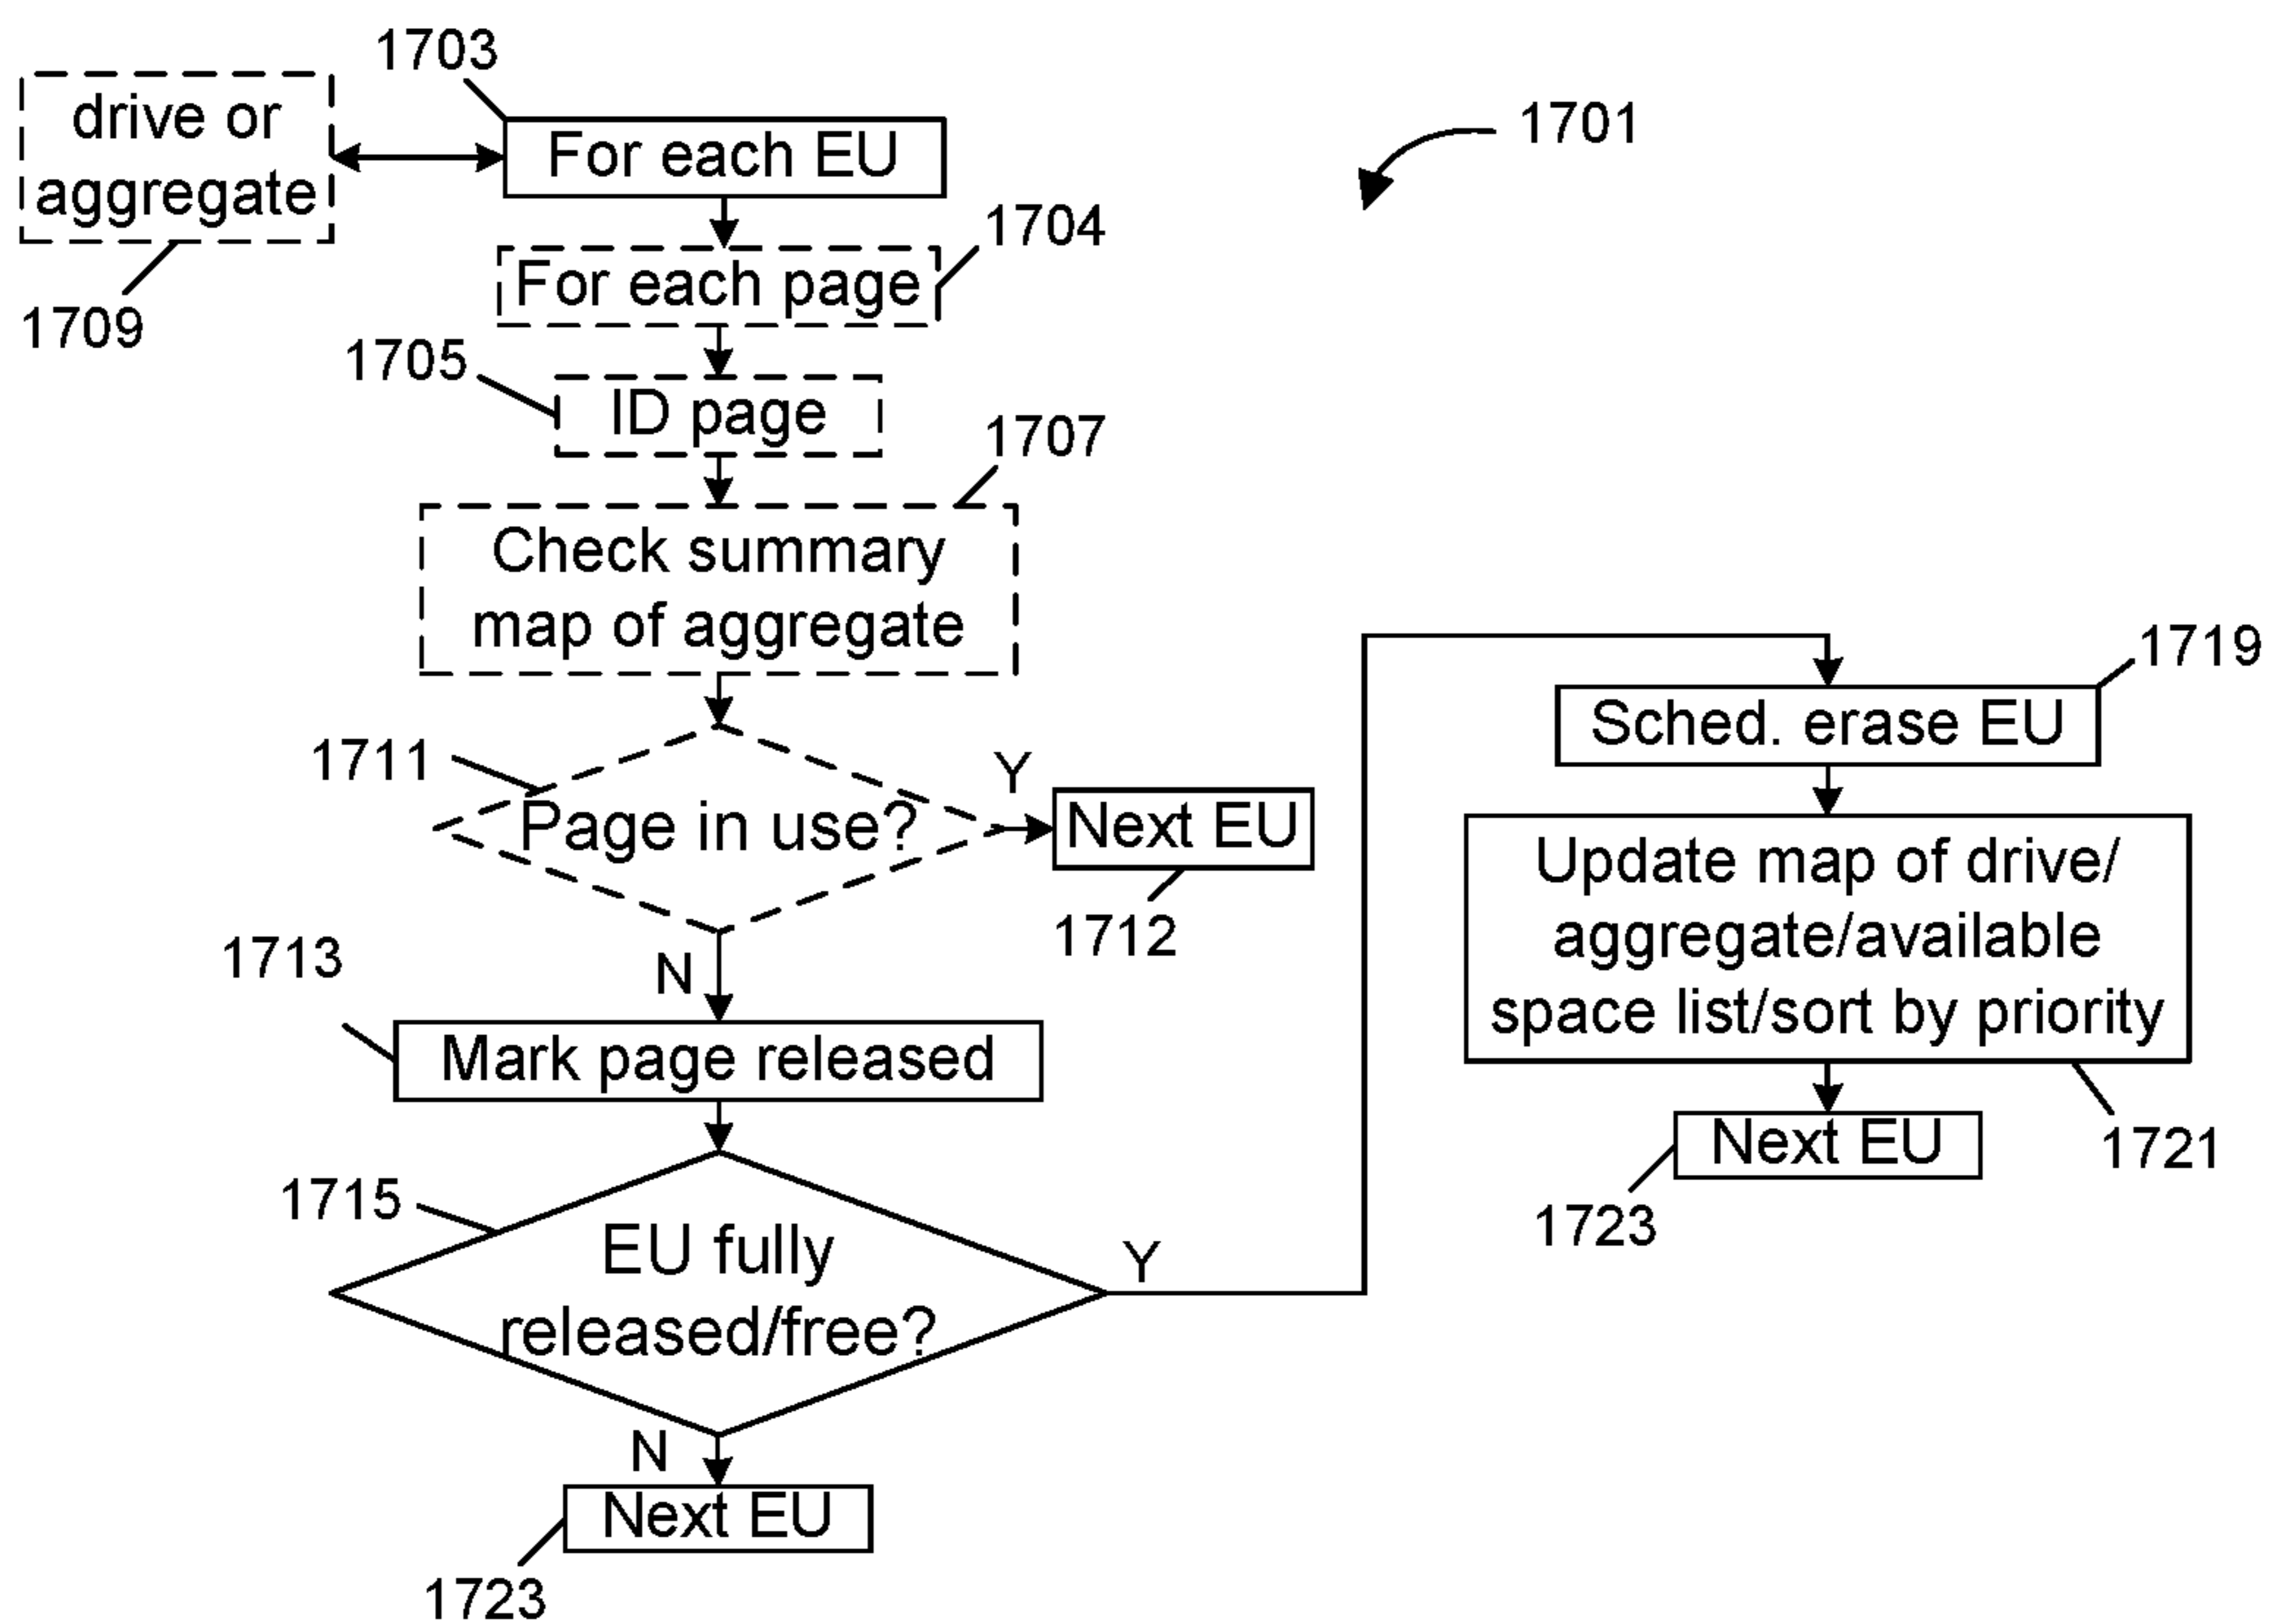 1703
drive or
aggregate
For each EU
1701
1704
For each page
1709
1705
ID page
1707
Check summary
map of aggregate
1719
Sched. erase EU
1711
Page in use?
Y
Next EU
1712
Update map of drive/
aggregate/available
space list/sort by priority
1713
N
Mark page released
1721
Next EU
1723
1715
EU fully
released/free?
Y
N
Next EU
1723